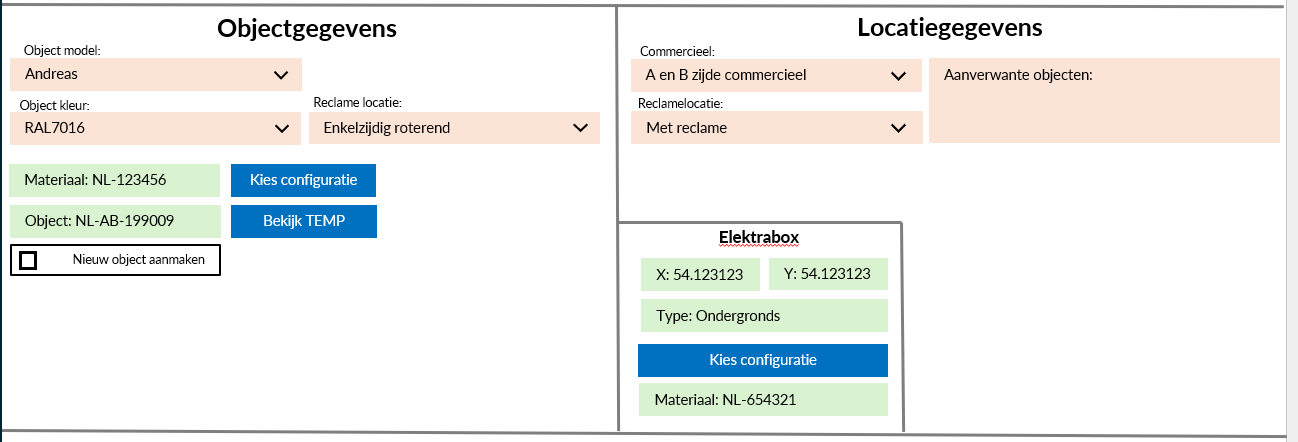 Objectgegevens
Object model:
Andreas
Object kleur:
RAL7016
Reclame locatie:
Enkelzijdig roterend
Materiaal: NL-123456
Kies configuratie
Object: NL-AB-199009
Bekijk TEMP
Nieuw object aanmaken
Locatiegegevens
Commercieel:
A en B zijde commercieel
Aanverwante objecten:
Reclamelocatie:
Met reclame
Elektrabox
X: 54.123123
Y: 54.123123
Type: Ondergronds
Kies configuratie
Materiaal: NL-654321